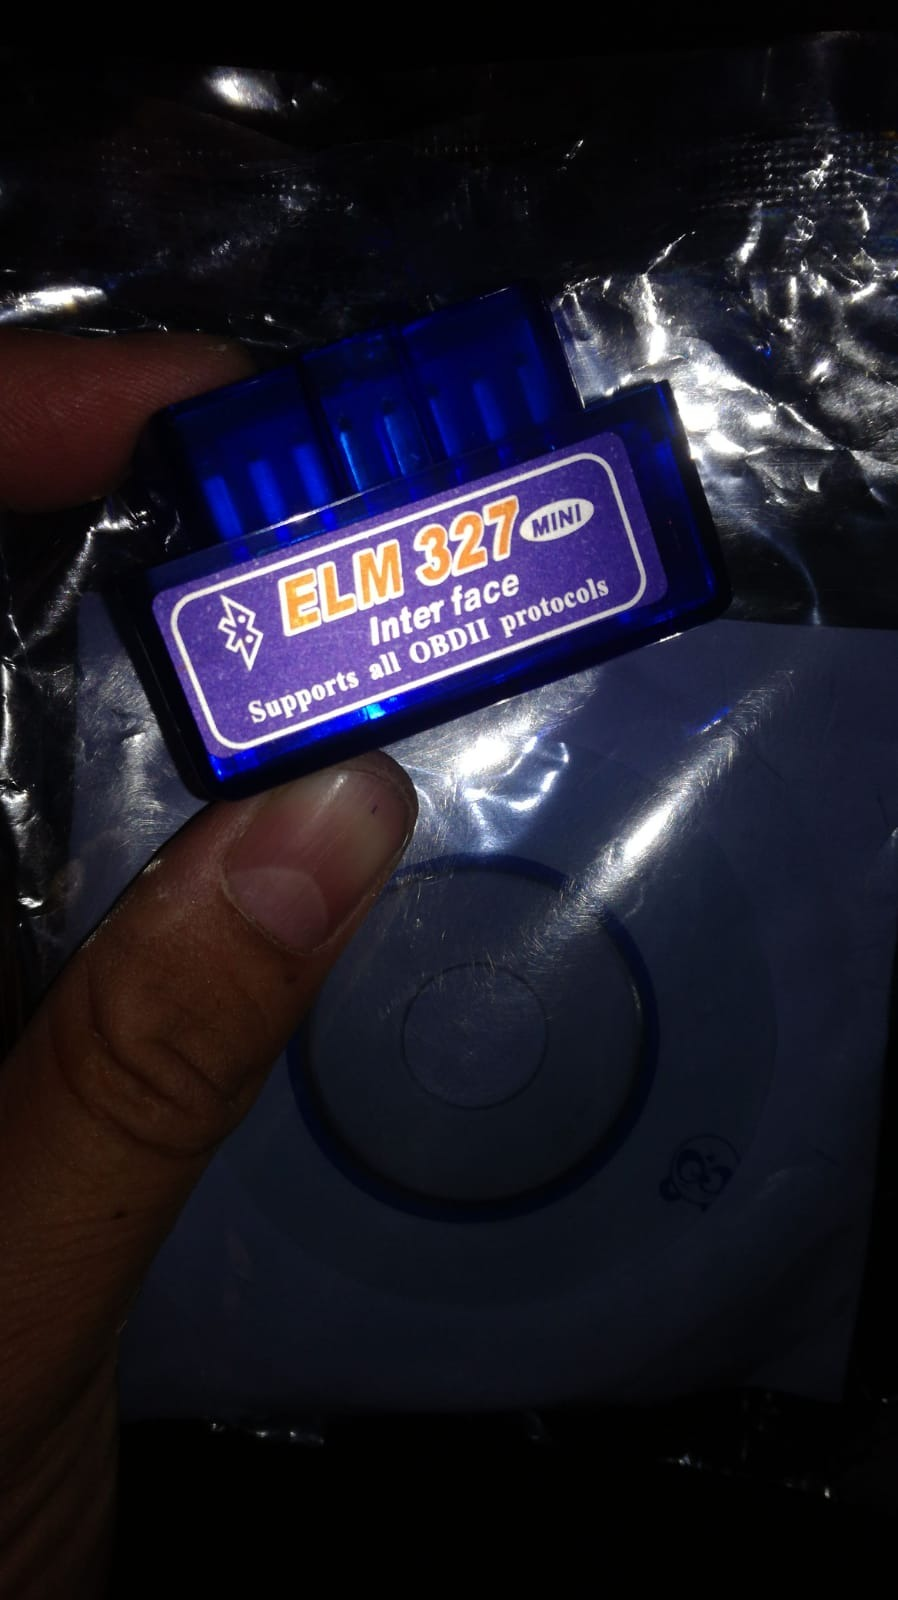 ELM 327 MINI
Inter face
Supports all OBDII protocols